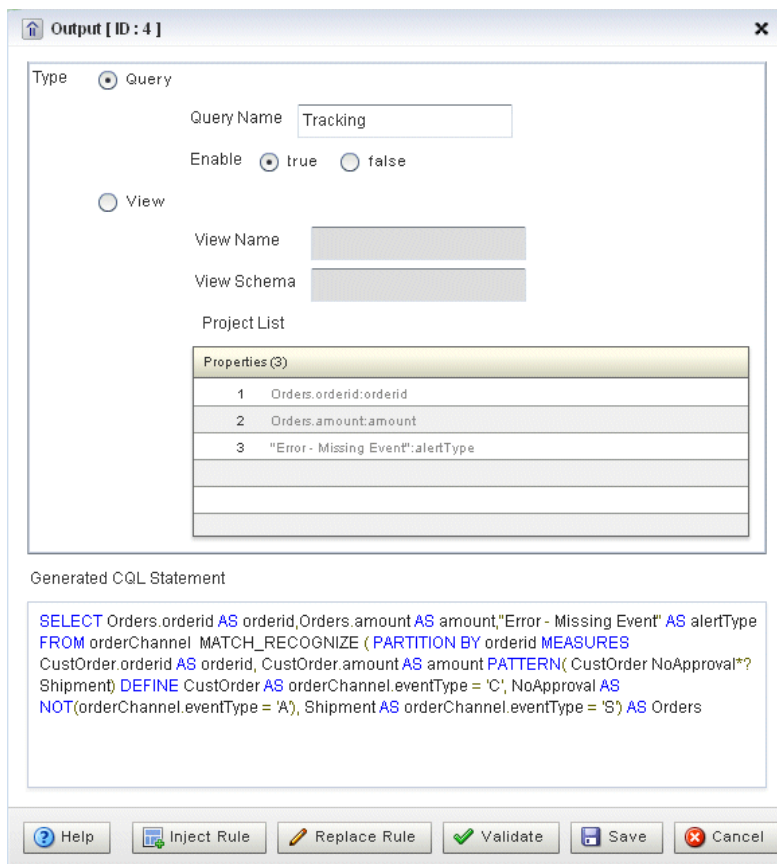 Output [ ID : 4 ]
Type Query
Query Name Tracking
Enable true false
View
View Name
View Schema
Project List
Properties (3)
1 Orders.orderid:orderid
2 Orders.amount:amount
3 "Error - Missing Event":alertType
Generated CQL Statement
SELECT Orders.orderid AS orderid,Orders.amount AS amount,"Error - Missing Event" AS alertType
FROM orderChannel MATCH_RECOGNIZE ( PARTITION BY orderid MEASURES
CustOrder.orderid AS orderid, CustOrder.amount AS amount PATTERN( CustOrder NoApproval*?
Shipment) DEFINE CustOrder AS orderChannel.eventType = 'C', NoApproval AS
NOT(orderChannel.eventType = 'A'), Shipment AS orderChannel.eventType = 'S') AS Orders
Help Inject Rule Replace Rule Validate Save Cancel